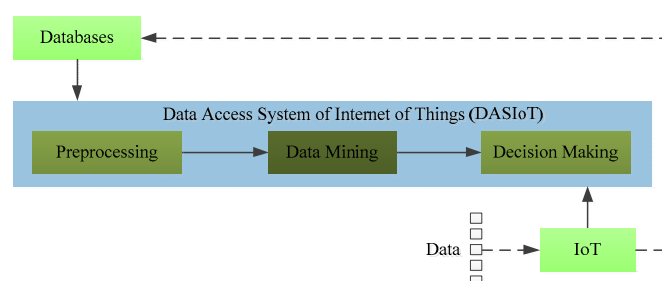 Databases
Data Access System of Internet of Things (DASIoT)
Preprocessing
Data Mining
Decision Making
Data
IoT